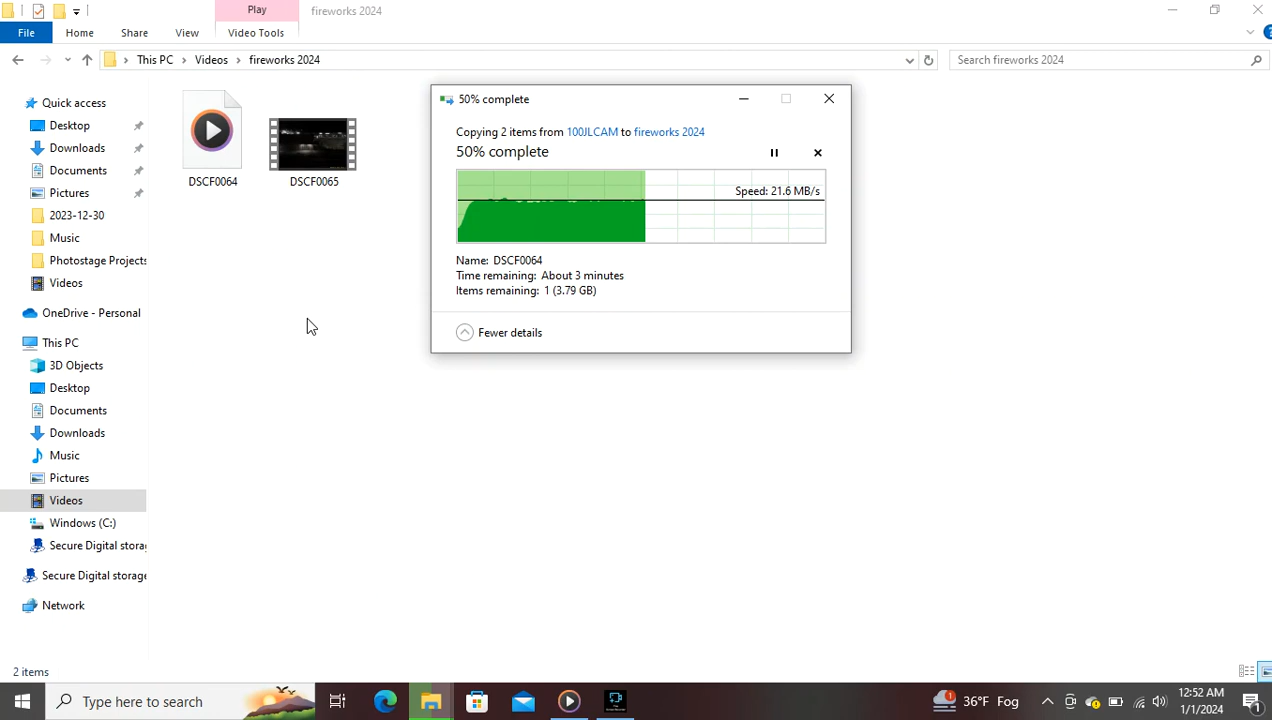 Play
fireworks 2024
File
Home
Share
View
Video Tools
This PC
Videos
fireworks 2024
Search fireworks 2024
Quick access
Desktop
Downloads
Documents
Pictures
2023-12-30
Music
Photostage Projects
Videos
OneDrive - Personal
This PC
3D Objects
Desktop
Documents
Downloads
Music
Pictures
Videos
Windows (C:)
Secure Digital storag
Secure Digital storage
Network
DSCF0064
DSCF0065
50% complete
Copying 2 items from 100JLCAM to fireworks 2024
50% complete
Speed: 21.6 MB/s
Name: DSCF0064
Time remaining: About 3 minutes
Items remaining: 1 (3.79 GB)
Fewer details
2 items
Type here to search
1
36°F Fog
12:52 AM
1/1/2024
1